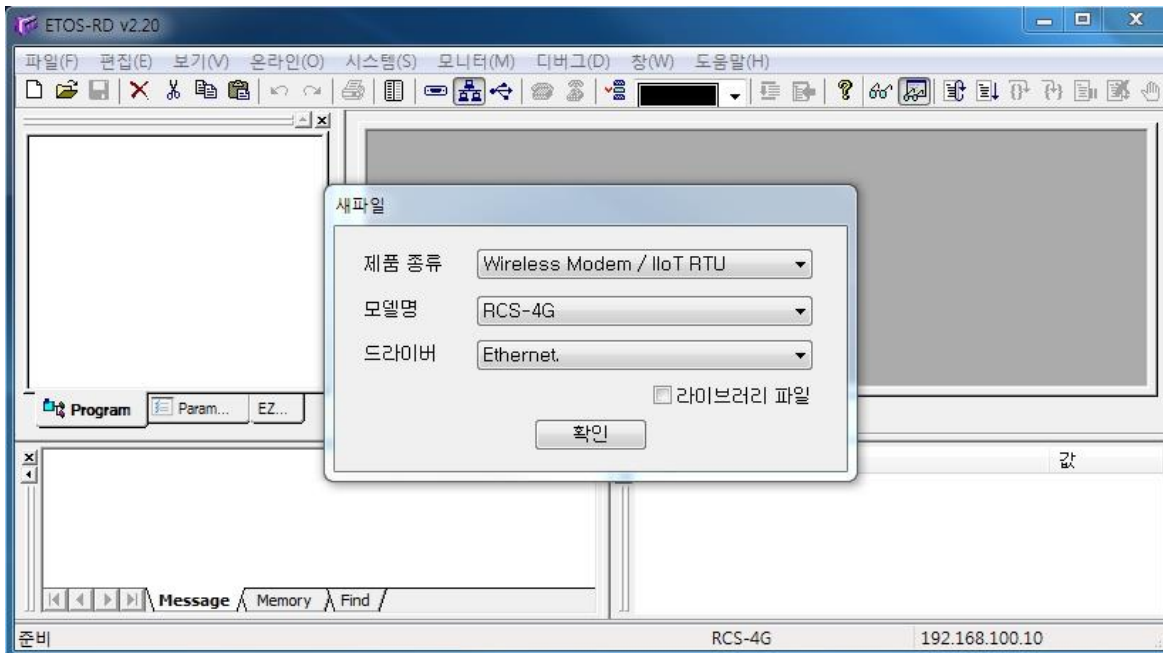 ETOS-RD v2.20
파일(F) 편집(E) 보기(V) 온라인(O) 시스템(S) 모니터(M) 디버그(D) 창(W) 도움말(H)
새파일
제품 종류 Wireless Modem / IIoT RTU
모델명 RCS-4G
드라이버 Ethernet.
라이브러리 파일
확인
Program Param... EZ...
값
Message Memory Find
준비 RCS-4G 192.168.100.10